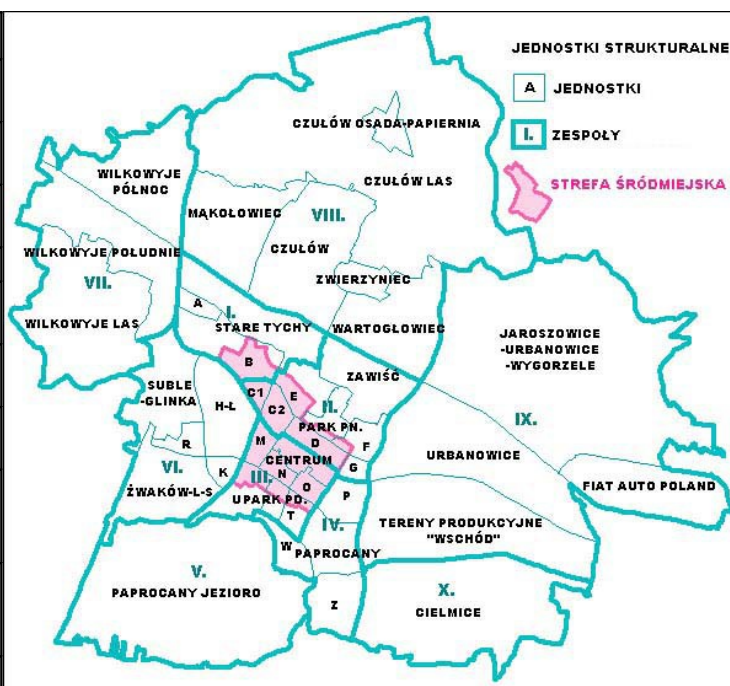 JEDNOSTKI STRUKTURALNE
A JEDNOSTKI
I. ZESPOŁY
STREFA ŚRÓDMIEJSKA
CZUŁÓW OSADA-PAPIERNIA
WILKOWYJE
PÓŁNOC
CZUŁÓW LAS
MĄKOŁOWIEC
VIII.
CZUŁÓW
WILKOWYJE POŁUDNIE
VII.
ZWIERZYNIEC
A
I.
WILKOWYJE LAS
STARE TYCHY
WARTOGŁOWIEC
JAROSZOWICE
-URBANOWICE
-WYGORZELE
B
ZAWIŚĆ
SUBLE
-GLINKA
H-Ł
C1
E
C2
II.
IX.
PARK PN.
R
M
D
F
CENTRUM
URBANOWICE
G
VI.
K
III.
N
O
FIAT AUTO POLAND
ŻWAKÓW-L-S
UPARK PD.
P
T
IV.
TERENY PRODUKCYJNE
"WSCHÓD"
W
PAPROCANY
V.
PAPROCANY JEZIORO
Z
X.
CIELMICE